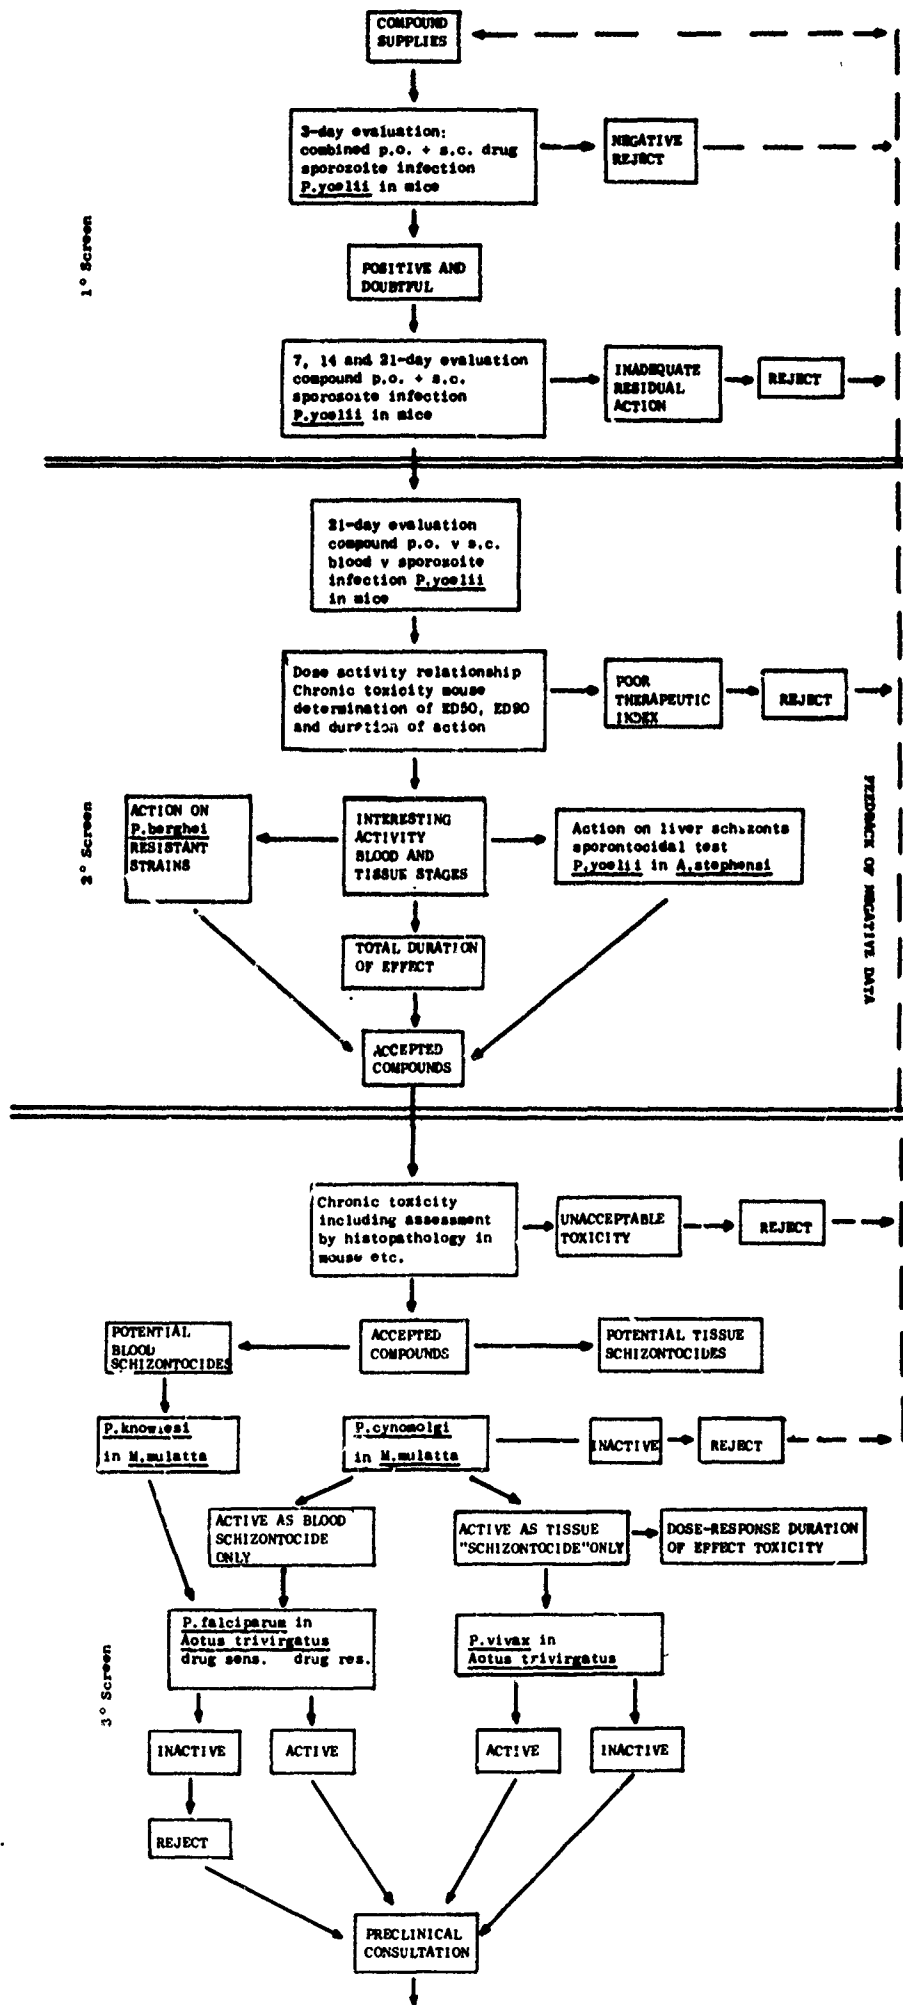 COMPOUND
SUPPLIES
3-day evaluation:
combined p.o. + s.c. drug
sporozoite infection
P.yoelii in mice
NEGATIVE
REJECT
1° Screen
POSITIVE AND
DOUBTFUL
7, 14 and 21-day evaluation
compound p.o. + s.c.
sporozoite infection
P.yoelii in mice
INADEQUATE
RESIDUAL
ACTION
REJECT
21-day evaluation
compound p.o. v s.c.
blood v sporozoite
infection P.yoelii
in mice
Dose activity relationship
Chronic toxicity mouse
determination of ED50, ED90
and duration of action
POOR
THERAPEUTIC
INDEX
REJECT
FEEDBACK OF NEGATIVE DATA
2° Screen
ACTION ON
P.berghei
RESISTANT
STRAINS
INTERESTING
ACTIVITY
BLOOD AND
TISSUE STAGES
Action on liver schizonts
sporontocidal test
P.yoelii in A.stephensi
TOTAL DURATION
OF EFFECT
ACCEPTED
COMPOUNDS
Chronic toxicity
including assessment
by histopathology in
mouse etc.
UNACCEPTABLE
TOXICITY
REJECT
POTENTIAL
BLOOD
SCHIZONTOCIDES
ACCEPTED
COMPOUNDS
POTENTIAL TISSUE
SCHIZONTOCIDES
P.knowlesi
in M.mulatta
P.cynomolgi
in M.mulatta
INACTIVE
REJECT
ACTIVE AS BLOOD
SCHIZONTOCIDE
ONLY
ACTIVE AS TISSUE
"SCHIZONTOCIDE"ONLY
DOSE-RESPONSE DURATION
OF EFFECT TOXICITY
3° Screen
P.falciparum in
Aotus trivirgatus
drug sens. drug res.
P.vivax in
Aotus trivirgatus
INACTIVE
ACTIVE
ACTIVE
INACTIVE
REJECT
PRECLINICAL
CONSULTATION